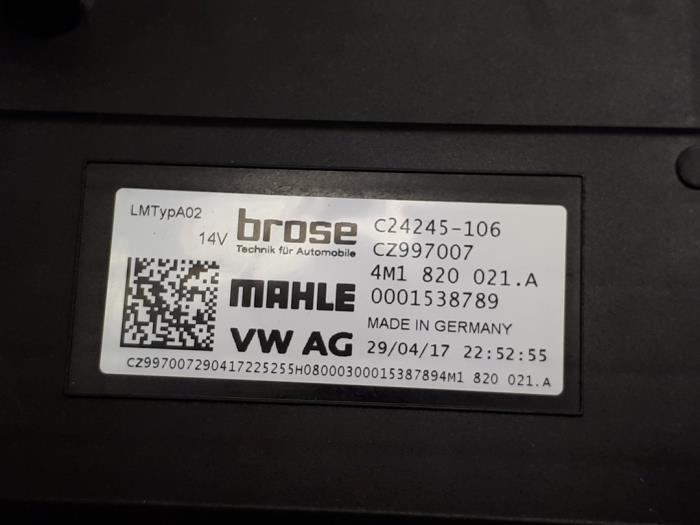 LMTypA02
14V
brose
Technik für Automobile
C24245-106
CZ997007
4M1 820 021.A
MAHLE
0001538789
MADE IN GERMANY
VW AG
29/04/17 22:52:55
CZ997007290417225255H08000300015387894M1 820 021.A